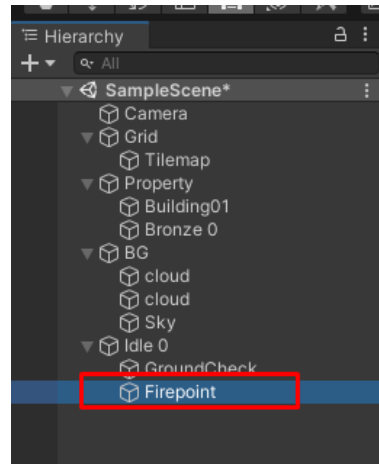 Hierarchy
All
SampleScene*
Camera
Grid
Tilemap
Property
Building01
Bronze 0
BG
cloud
cloud
Sky
Idle 0
GroundCheck
Firepoint